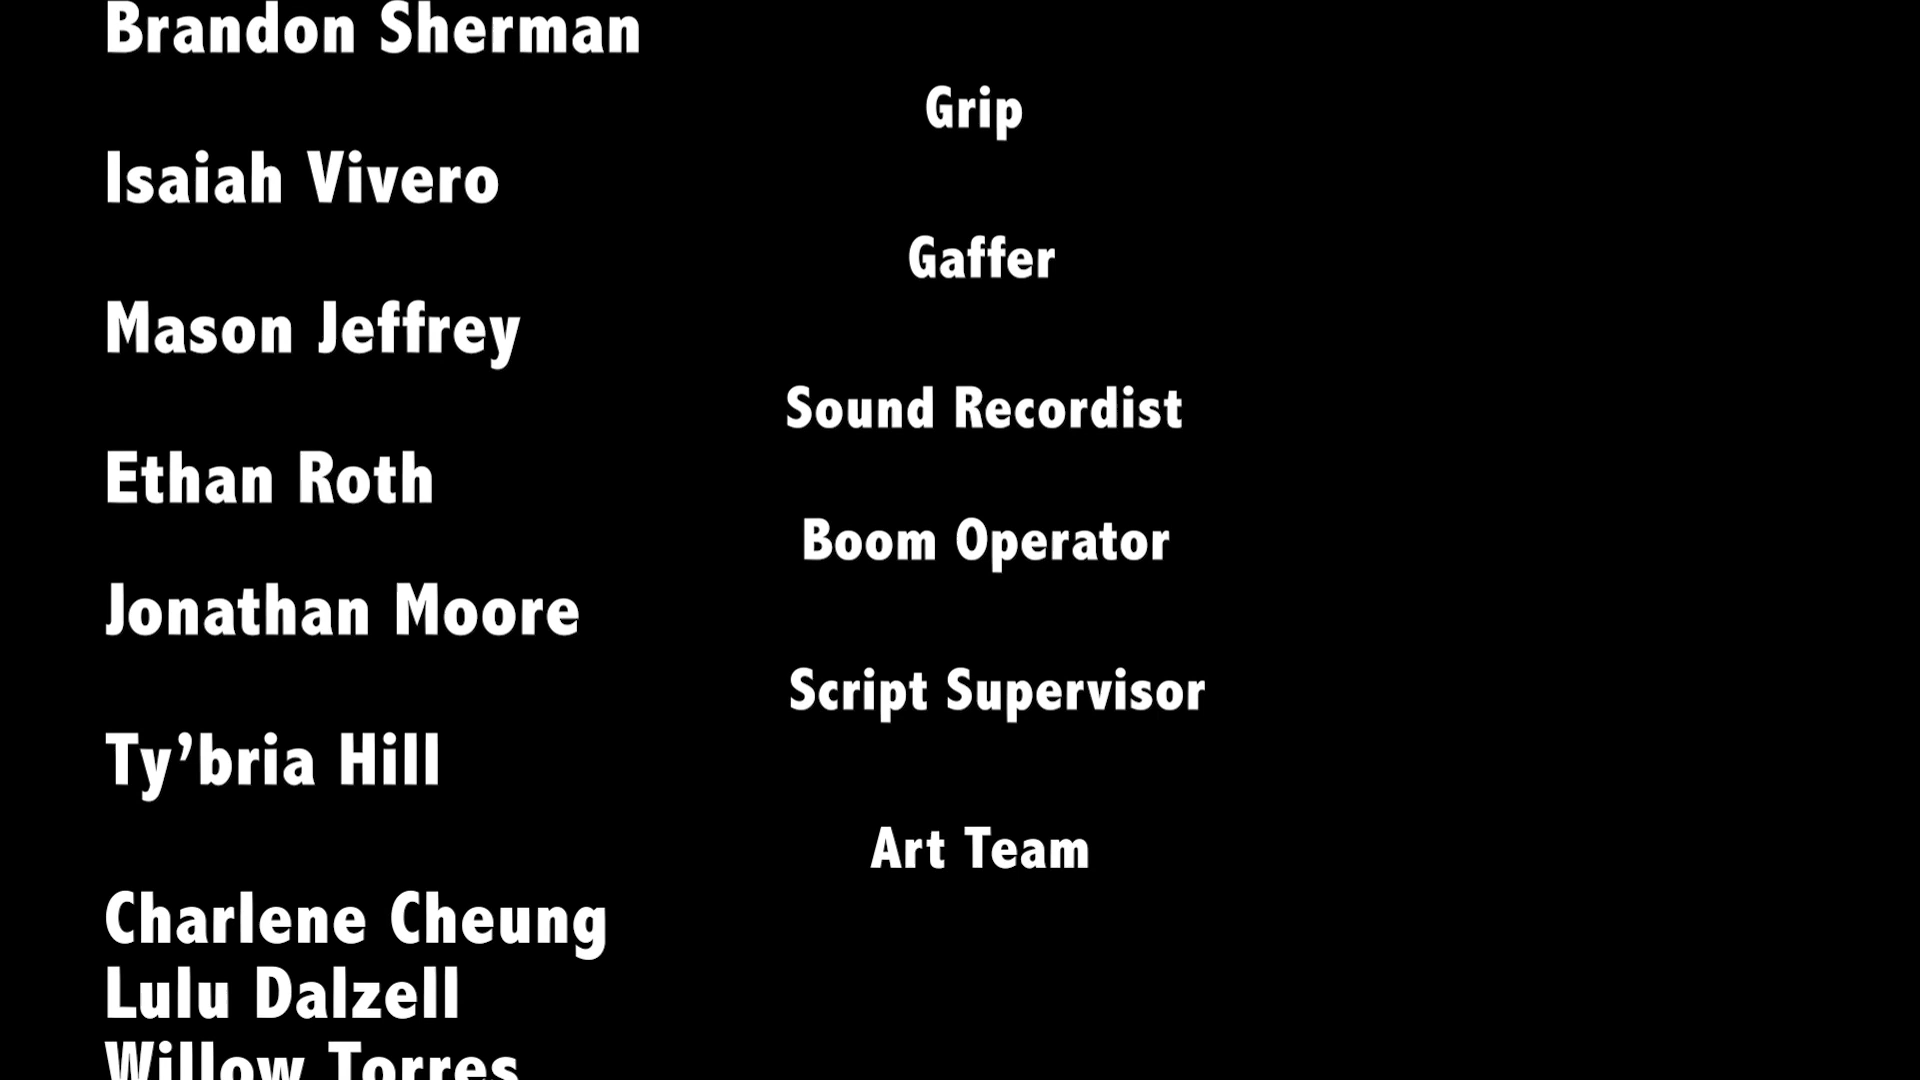 Brandon Sherman
Grip
Isaiah Vivero
Gaffer
Mason Jeffrey
Sound Recordist
Ethan Roth
Boom Operator
Jonathan Moore
Script Supervisor
Ty’bria Hill
Art Team
Charlene Cheung
Lulu Dalzell
Willow Torres